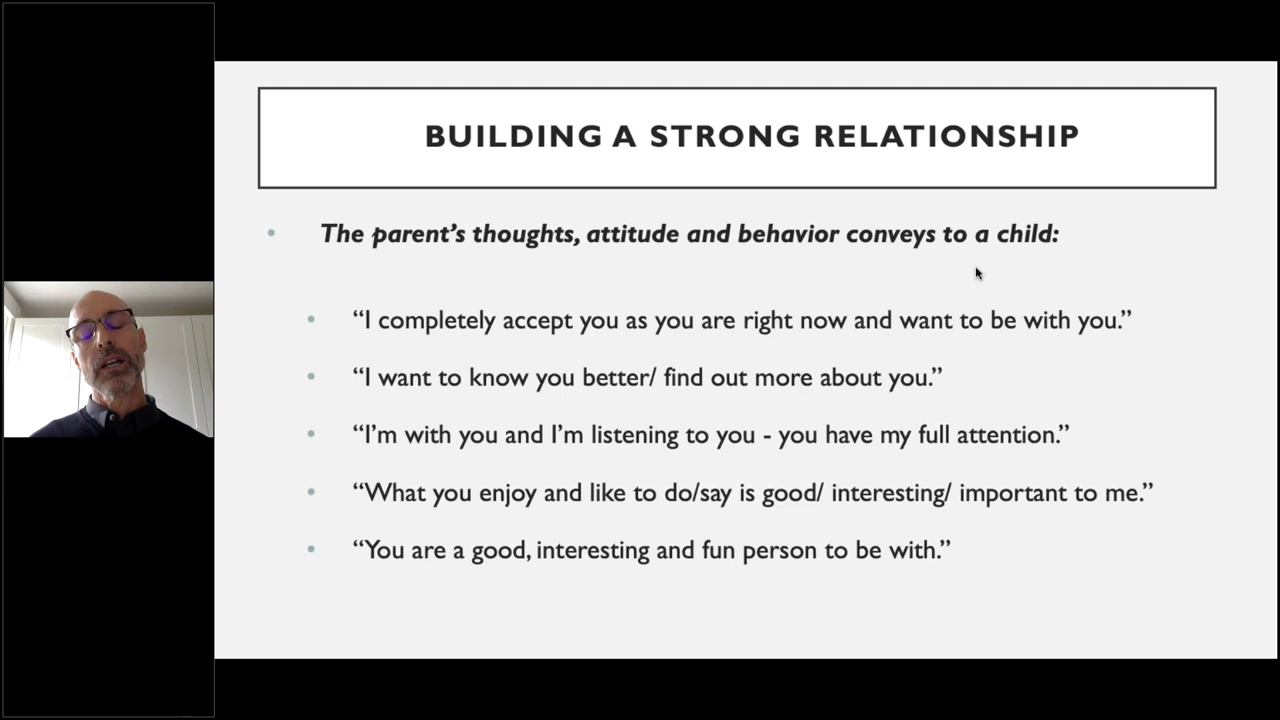 BUILDING A STRONG RELATIONSHIP
• The parent’s thoughts, attitude and behavior conveys to a child:
• “I completely accept you as you are right now and want to be with you.”
• “I want to know you better/ find out more about you.”
• “I’m with you and I’m listening to you - you have my full attention.”
• “What you enjoy and like to do/say is good/ interesting/ important to me.”
• “You are a good, interesting and fun person to be with.”